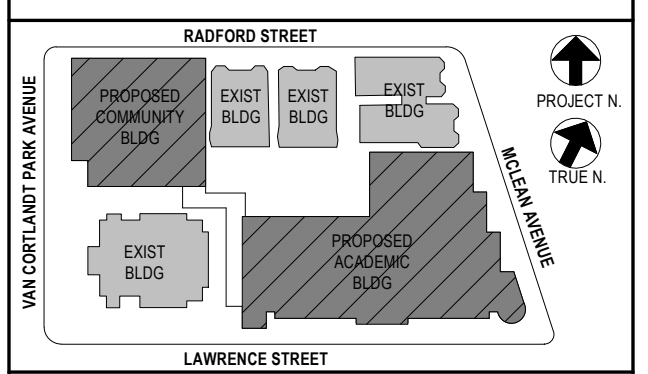 RADFORD STREET
PROJECT N.
TRUE N.
VAN CORTLANDT PARK AVENUE
PROPOSED
COMMUNITY
BLDG
EXIST
BLDG
EXIST
BLDG
EXIST
BLDG
MCLEAN AVENUE
EXIST
BLDG
PROPOSED
ACADEMIC
BLDG
LAWRENCE STREET